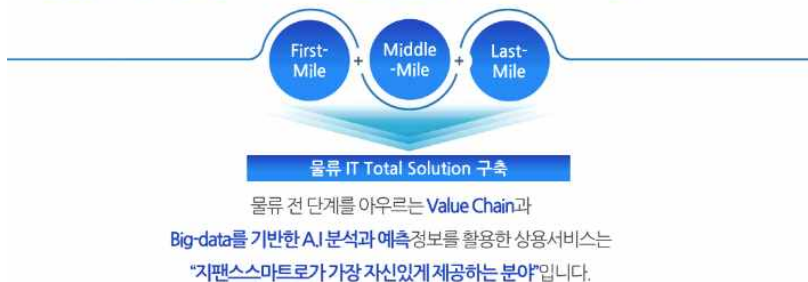 First-
Mile
+
Middle
-Mile
+
Last-
Mile
물류 IT Total Solution 구축
물류 전 단계를 아우르는 Value Chain과
Big-data를 기반한 A.I 분석과 예측정보를 활용한 상용서비스는
“지팬스스마트로가 가장 자신있게 제공하는 분야”입니다.